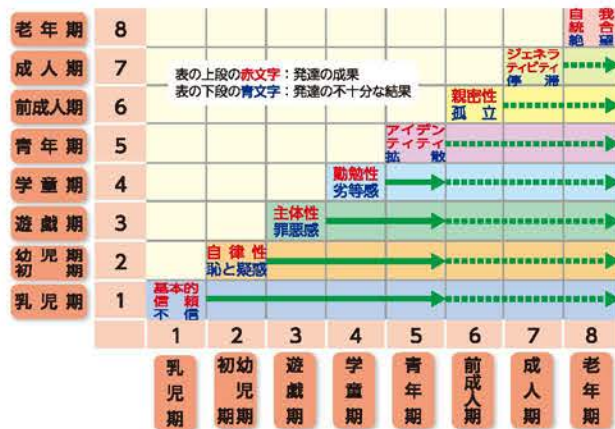 老年期 8 自我統合 絶望
成人期 7 ジェネラティビティ 停滞
表の上段の赤文字：発達の成果
表の下段の青文字：発達の不十分な結果
前成人期 6 親密性 孤立
青年期 5 アイデンティティ 拡散
学童期 4 勤勉性 劣等感
遊戯期 3 主体性 罪悪感
幼児期初期 2 自律性 恥と疑惑
乳児期 1 基本的信頼 不信
1 2 3 4 5 6 7 8
乳児期 幼児期初期 遊戯期 学童期 青年期 前成人期 成人期 老年期